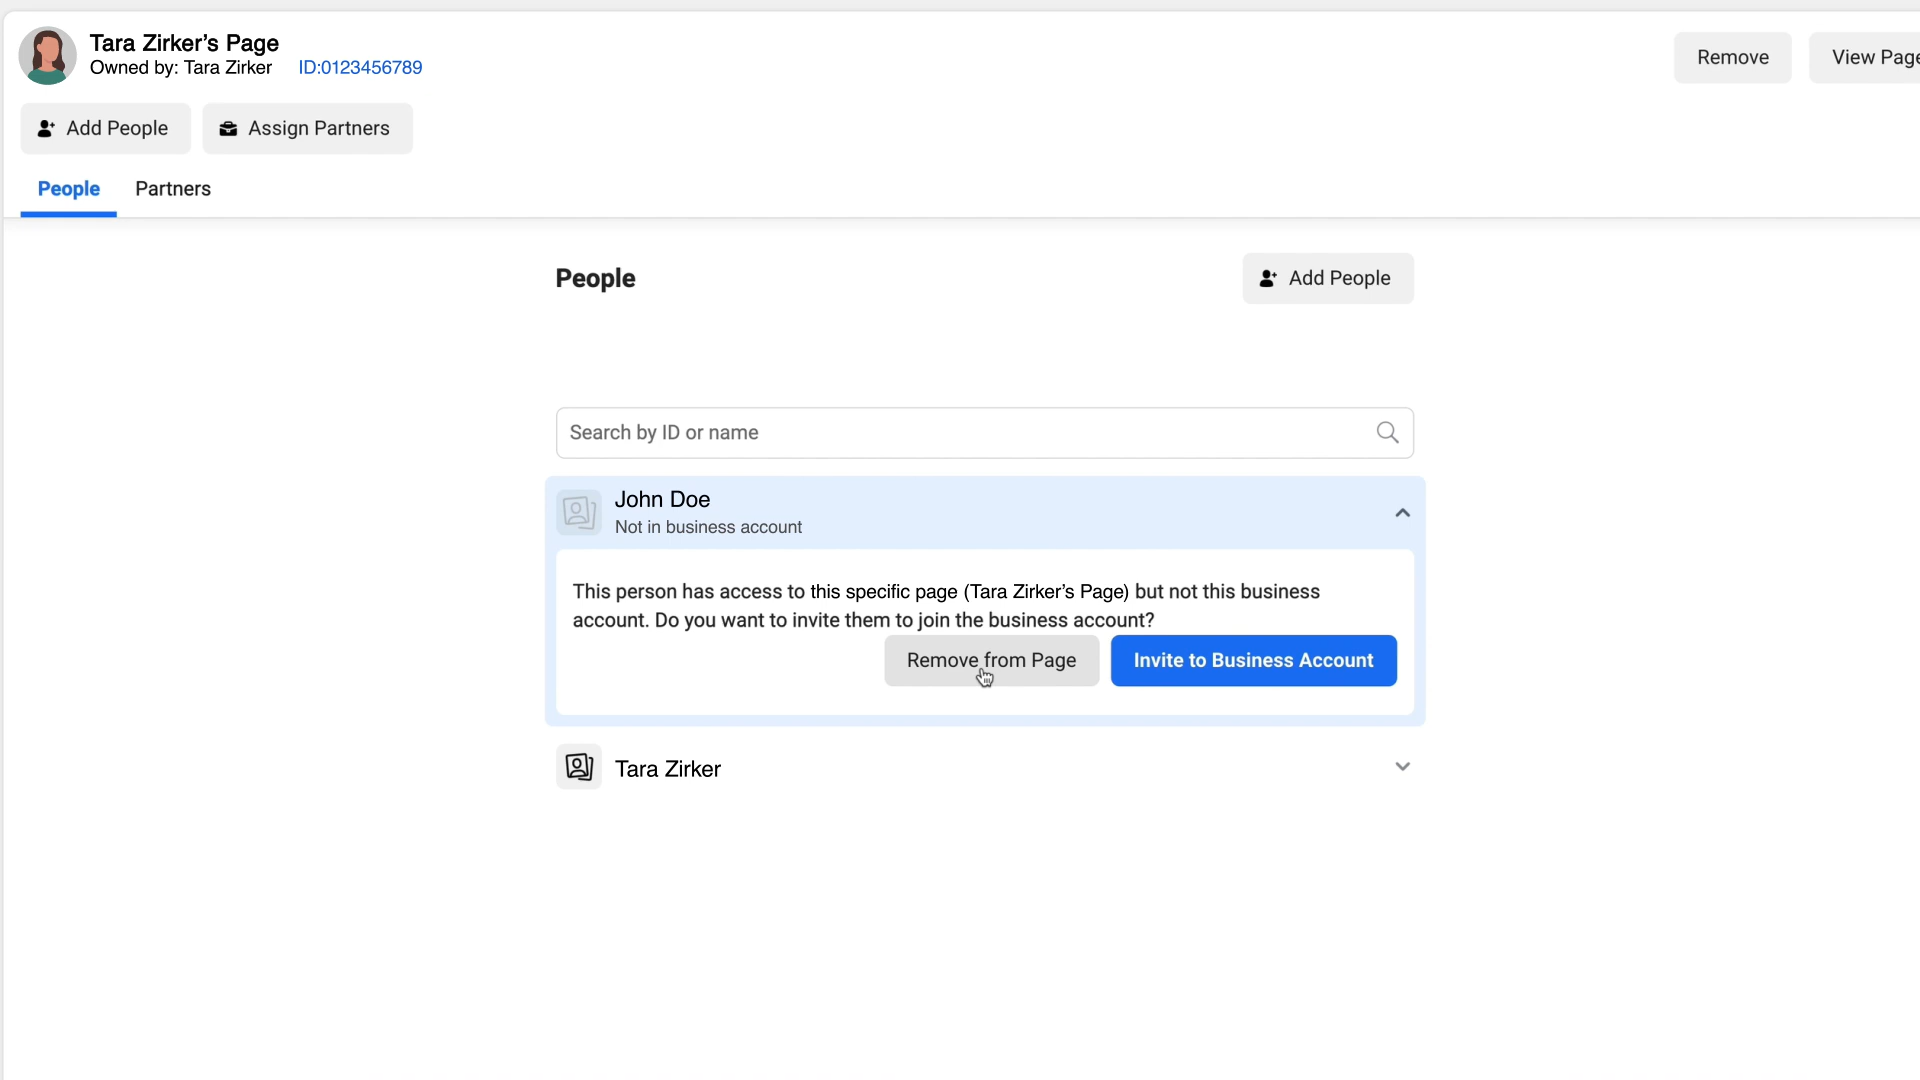 Tara Zirker’s Page
Owned by: Tara Zirker ID:0123456789
Remove
View Page
Add People
Assign Partners
People
Partners
People
Add People
Search by ID or name
John Doe
Not in business account
This person has access to this specific page (Tara Zirker’s Page) but not this business
account. Do you want to invite them to join the business account?
Remove from Page
Invite to Business Account
Tara Zirker